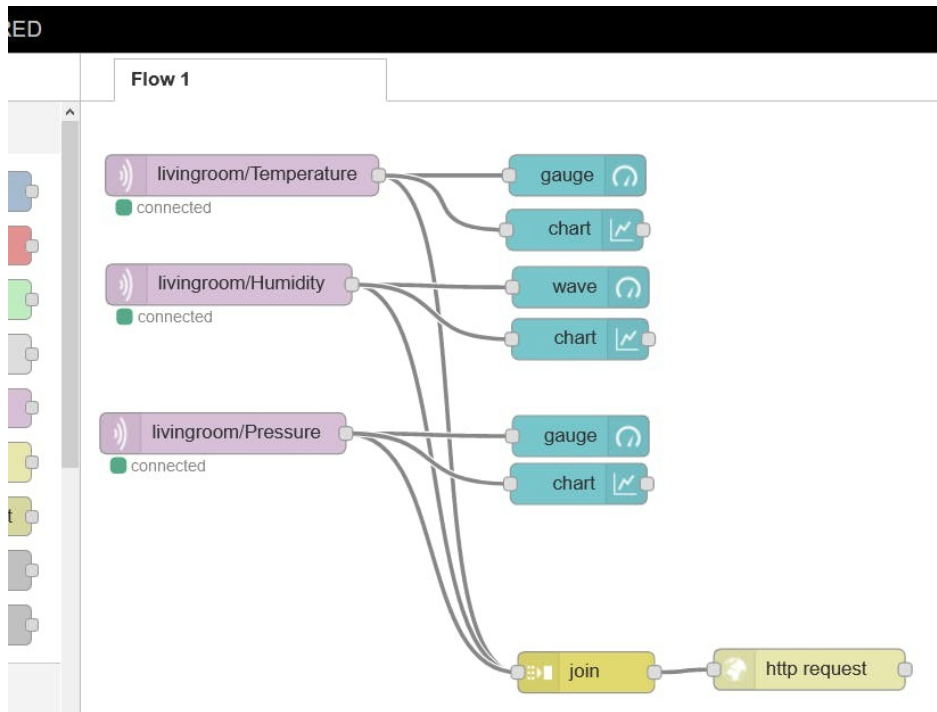 RED
Flow 1
livingroom/Temperature
connected
gauge
chart
livingroom/Humidity
connected
wave
chart
livingroom/Pressure
connected
gauge
chart
t
join
http request